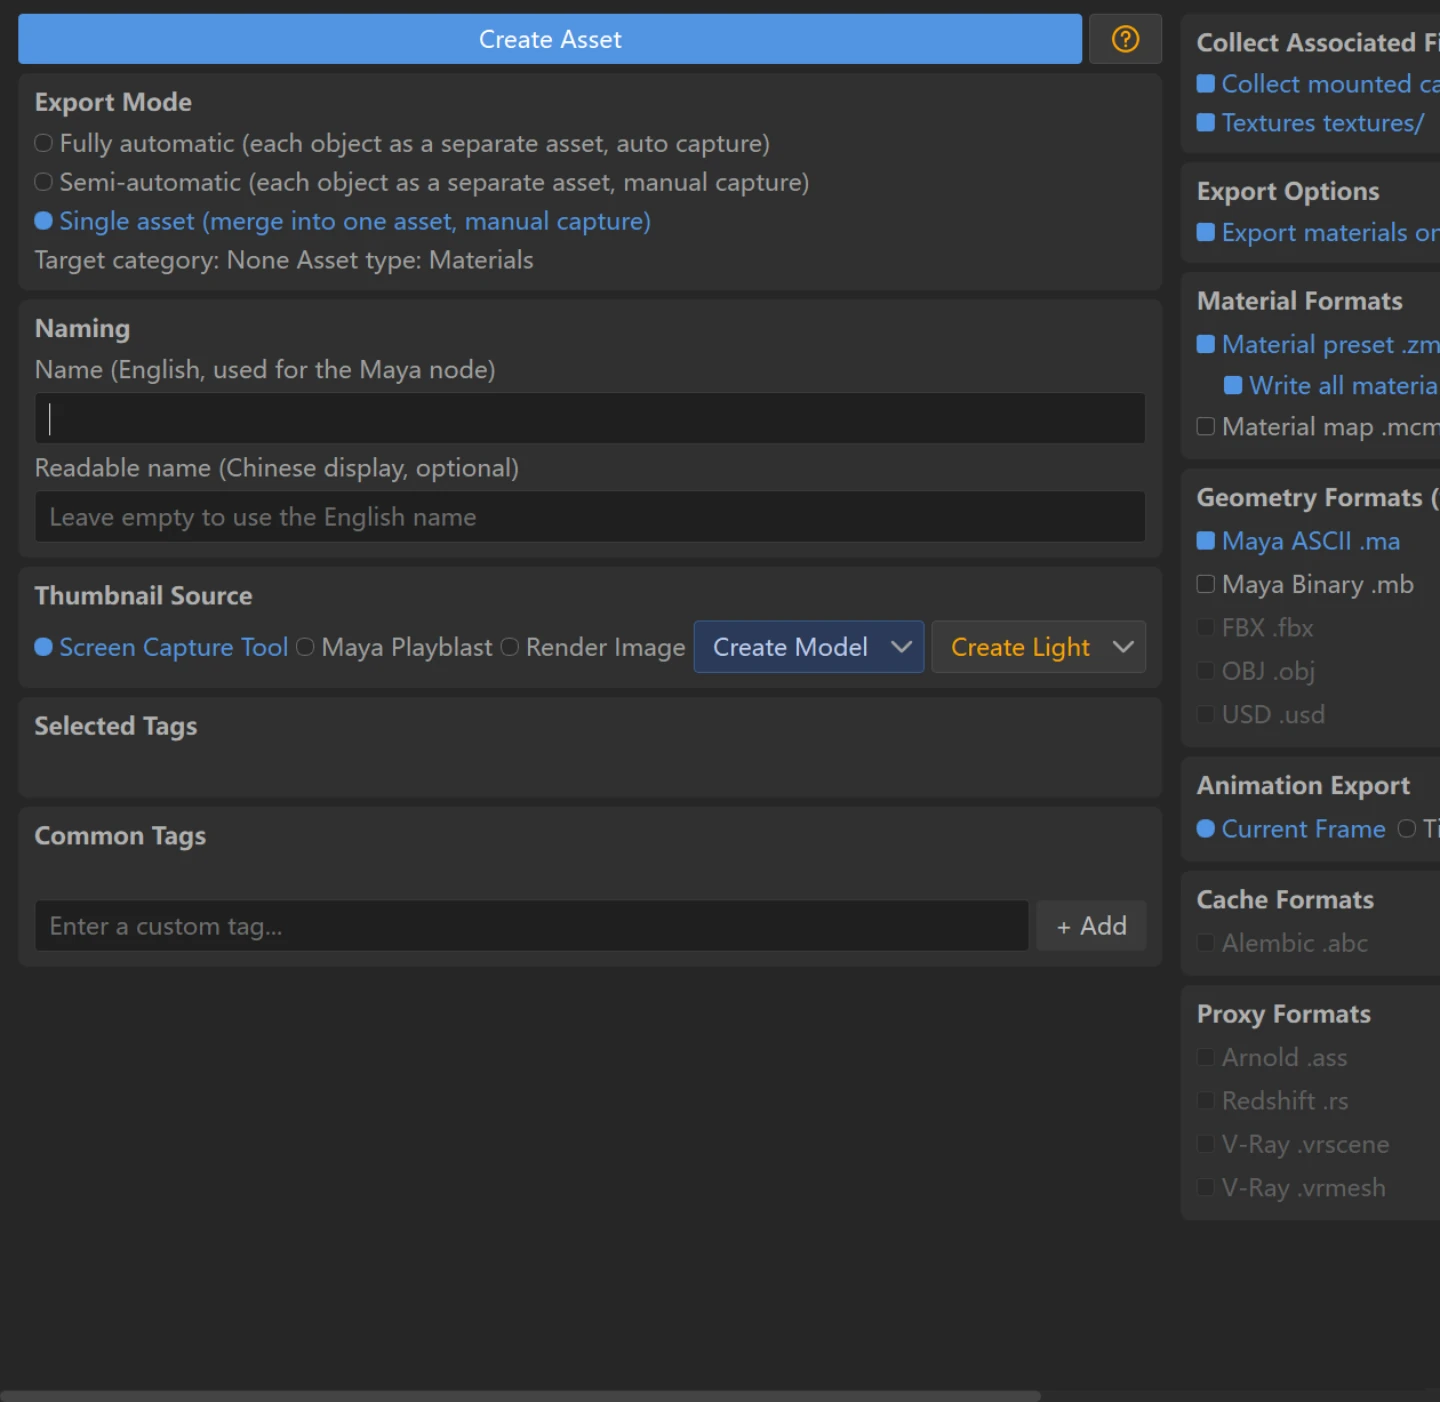 Create Asset
Export Mode
Fully automatic (each object as a separate asset, auto capture)
Semi-automatic (each object as a separate asset, manual capture)
Single asset (merge into one asset, manual capture)
Target category: None Asset type: Materials
Naming
Name (English, used for the Maya node)
Readable name (Chinese display, optional)
Leave empty to use the English name
Thumbnail Source
Screen Capture Tool Maya Playblast Render Image Create Model Create Light
Selected Tags
Common Tags
Enter a custom tag... + Add
Collect Associated
Collect mounted
Textures textures/
Export Options
Export materials
Material Formats
Material preset
Write all
Material map
Geometry Formats
Maya ASCII .ma
Maya Binary .mb
FBX .fbx
OBJ .obj
USD .usd
Animation Export
Current Frame
Cache Formats
Alembic .abc
Proxy Formats
Arnold .ass
Redshift .rs
V-Ray .vrscene
V-Ray .vrmesh